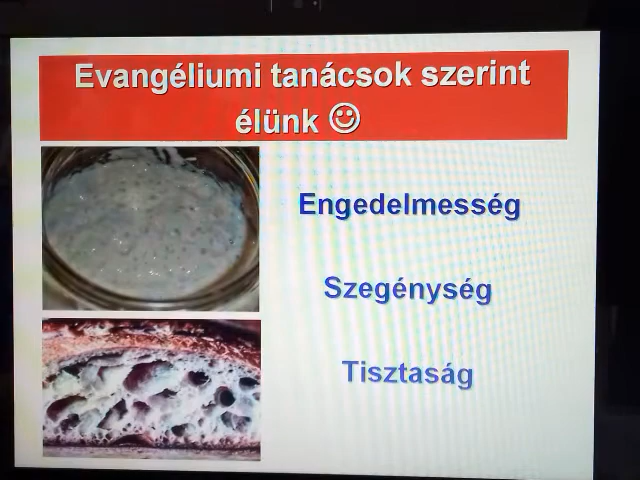 Evangéliumi tanácsok szerint
élünk ☺
Engedelmesség
Szegénység
Tisztaság